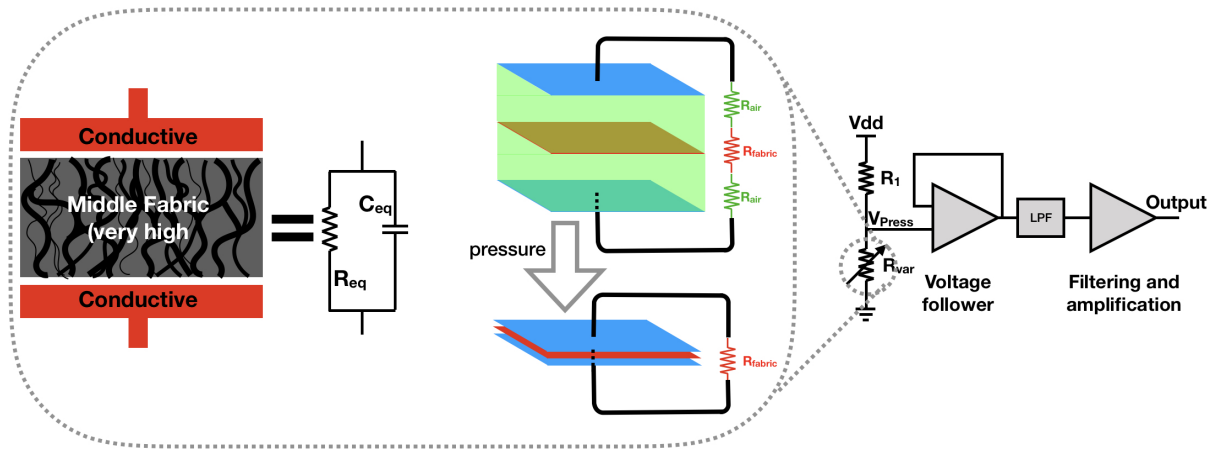 Conductive
Middle Fabric
(very high
Conductive
Ceq
Req
Rair
Rfabric
Rair
pressure
Rfabric
Vdd
R1
VPress
Rvar
LPF
Output
Voltage
follower
Filtering and
amplification